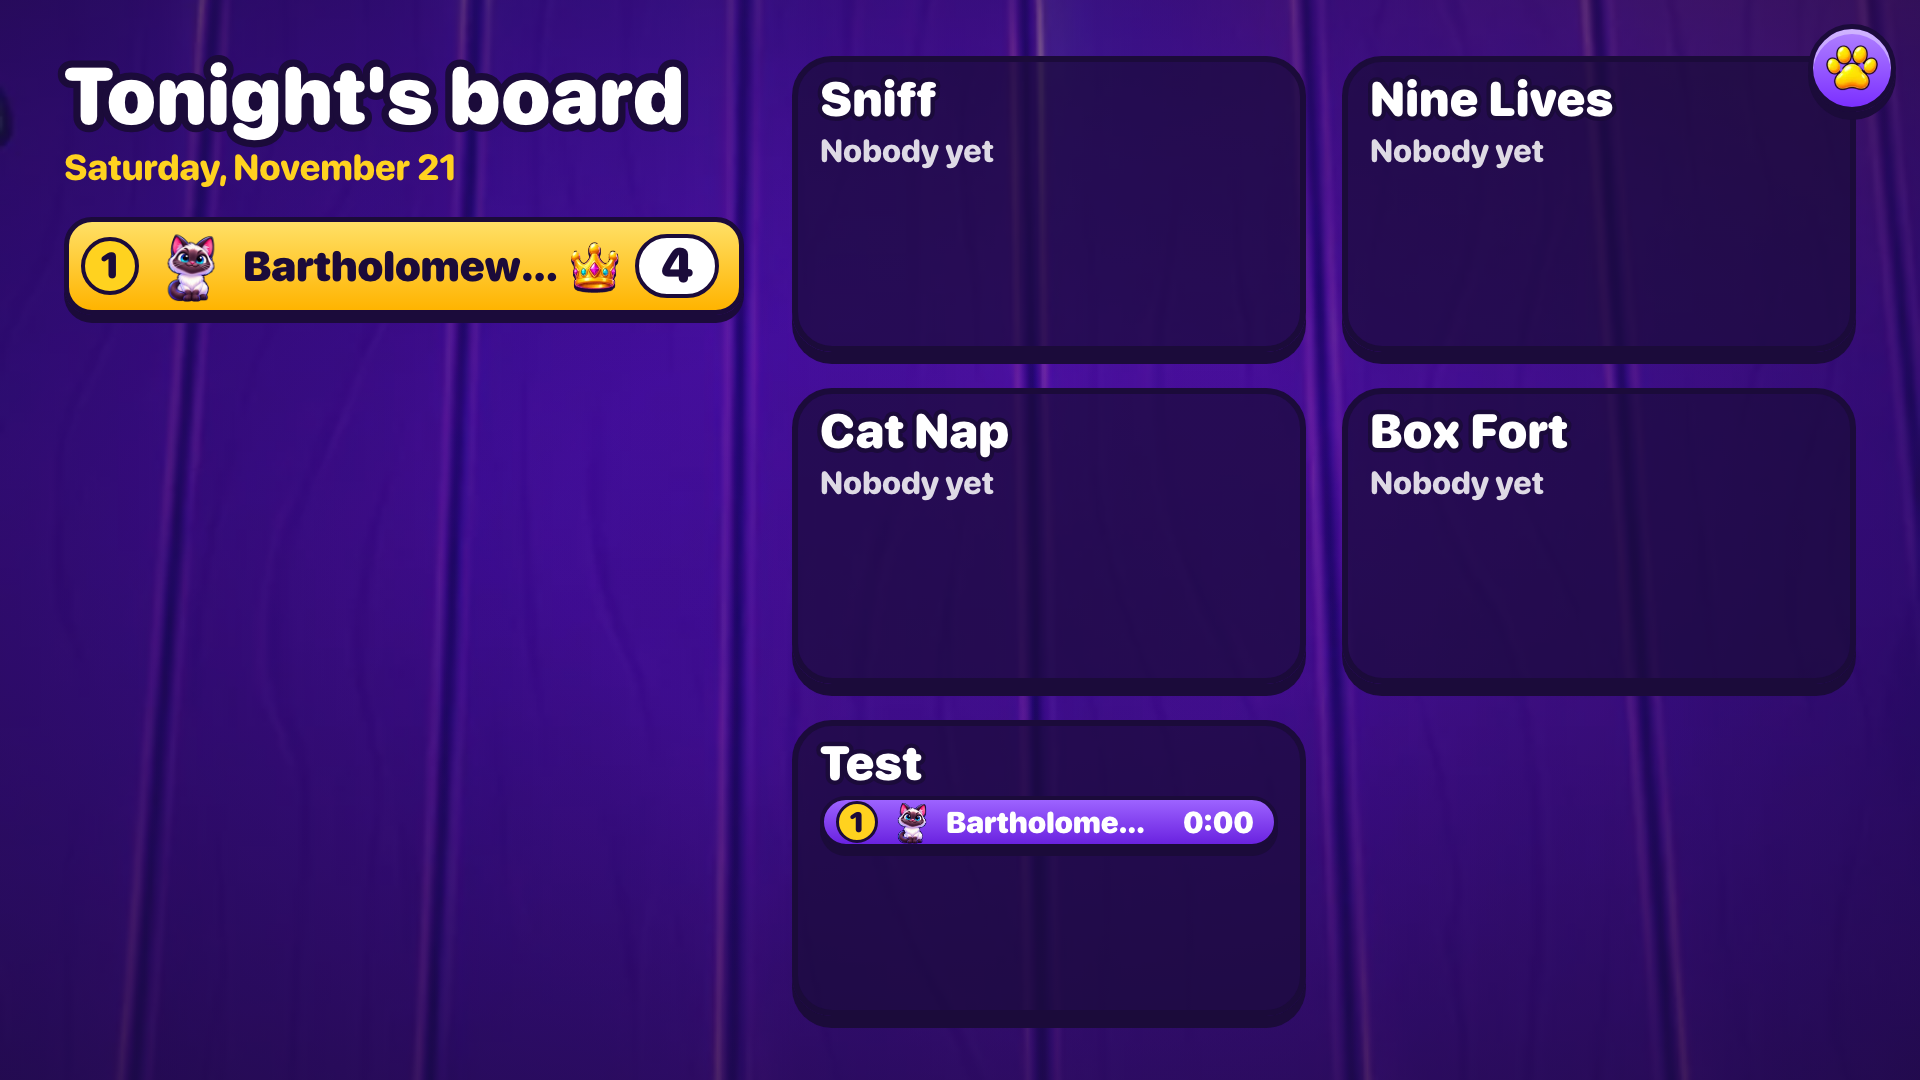 Tonight's board
Saturday, November 21
1 Bartholomew... 4
Sniff
Nobody yet
Nine Lives
Nobody yet
Cat Nap
Nobody yet
Box Fort
Nobody yet
Test
1 Bartholome... 0:00